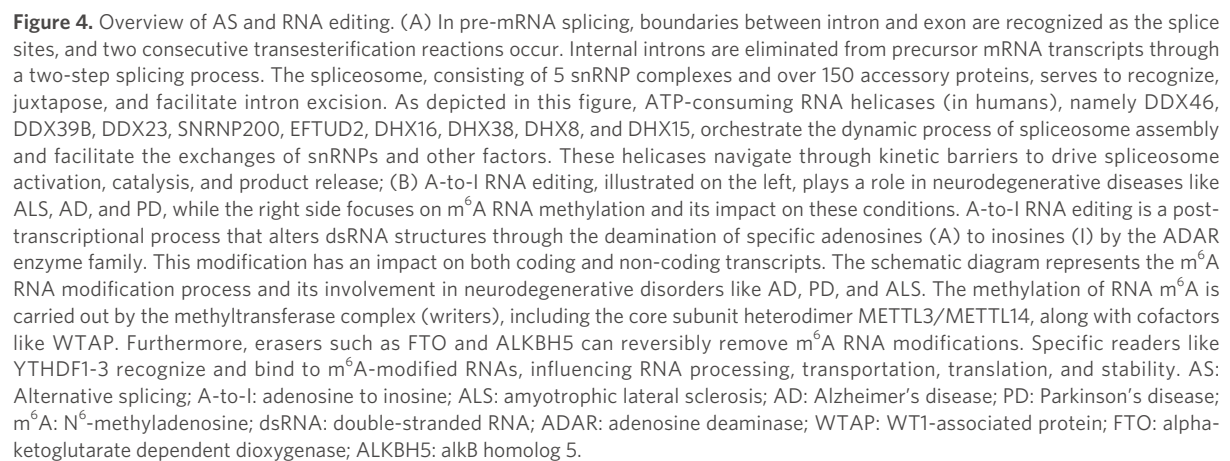 Figure 4. Overview of AS and RNA editing. (A) In pre-mRNA splicing, boundaries between intron and exon are recognized as the splice
sites, and two consecutive transesterification reactions occur. Internal introns are eliminated from precursor mRNA transcripts through
a two-step splicing process. The spliceosome, consisting of 5 snRNP complexes and over 150 accessory proteins, serves to recognize,
juxtapose, and facilitate intron excision. As depicted in this figure, ATP-consuming RNA helicases (in humans), namely DDX46,
DDX39B, DDX23, SNRNP200, EFTUD2, DHX16, DHX38, DHX8, and DHX15, orchestrate the dynamic process of spliceosome assembly
and facilitate the exchanges of snRNPs and other factors. These helicases navigate through kinetic barriers to drive spliceosome
activation, catalysis, and product release; (B) A-to-I RNA editing, illustrated on the left, plays a role in neurodegenerative diseases like
ALS, AD, and PD, while the right side focuses on m⁶A RNA methylation and its impact on these conditions. A-to-I RNA editing is a post-
transcriptional process that alters dsRNA structures through the deamination of specific adenosines (A) to inosines (I) by the ADAR
enzyme family. This modification has an impact on both coding and non-coding transcripts. The schematic diagram represents the m⁶A
RNA modification process and its involvement in neurodegenerative disorders like AD, PD, and ALS. The methylation of RNA m⁶A is
carried out by the methyltransferase complex (writers), including the core subunit heterodimer METTL3/METTL14, along with cofactors
like WTAP. Furthermore, erasers such as FTO and ALKBH5 can reversibly remove m⁶A RNA modifications. Specific readers like
YTHDF1-3 recognize and bind to m⁶A-modified RNAs, influencing RNA processing, transportation, translation, and stability. AS:
Alternative splicing; A-to-I: adenosine to inosine; ALS: amyotrophic lateral sclerosis; AD: Alzheimer's disease; PD: Parkinson's disease;
m⁶A: N⁶-methyladenosine; dsRNA: double-stranded RNA; ADAR: adenosine deaminase; WTAP: WT1-associated protein; FTO: alpha-
ketoglutarate dependent dioxygenase; ALKBH5: alkB homolog 5.